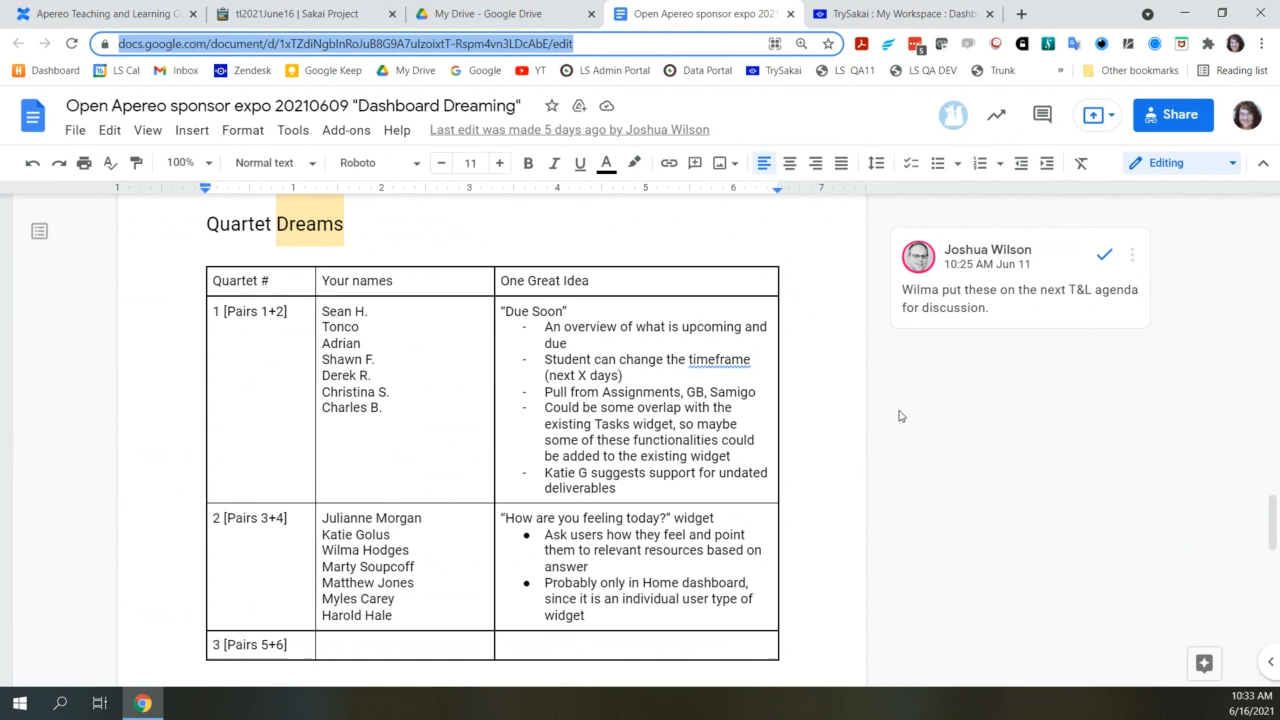 Apereo Teaching and Learning C
tl2021June16 | Sakai Project
My Drive - Google Drive
Open Apereo sponsor expo 2021
TrySakai : My Workspace : Dashb
docs.google.com/document/d/1xTZdiNgbInRoJuB8G9A7uIzoixtT-Rspm4vn3LDcAbE/edit
Dashboard
LS Cal
Inbox
Zendesk
Google Keep
My Drive
Google
YT
LS Admin Portal
Data Portal
TrySakai
LS QA11
LS QA DEV
Trunk
»
Other bookmarks
Reading list
Open Apereo sponsor expo 20210609 "Dashboard Dreaming"
File Edit View Insert Format Tools Add-ons Help
Last edit was made 5 days ago by Joshua Wilson
Share
100%
Normal text
Roboto
− 11 +
B I U A
Editing
1 1 2 3 4 5 6 7
Quartet Dreams
Quartet #
Your names
One Great Idea
1 [Pairs 1+2]
Sean H.
Tonco
Adrian
Shawn F.
Derek R.
Christina S.
Charles B.
“Due Soon”
- An overview of what is upcoming and
due
- Student can change the timeframe
(next X days)
- Pull from Assignments, GB, Samigo
- Could be some overlap with the
existing Tasks widget, so maybe
some of these functionalities could
be added to the existing widget
- Katie G suggests support for undated
deliverables
2 [Pairs 3+4]
Julianne Morgan
Katie Golus
Wilma Hodges
Marty Soupcoff
Matthew Jones
Myles Carey
Harold Hale
“How are you feeling today?” widget
● Ask users how they feel and point
them to relevant resources based on
answer
● Probably only in Home dashboard,
since it is an individual user type of
widget
3 [Pairs 5+6]
Joshua Wilson
10:25 AM Jun 11
Wilma put these on the next T&L agenda
for discussion.
10:33 AM
6/16/2021